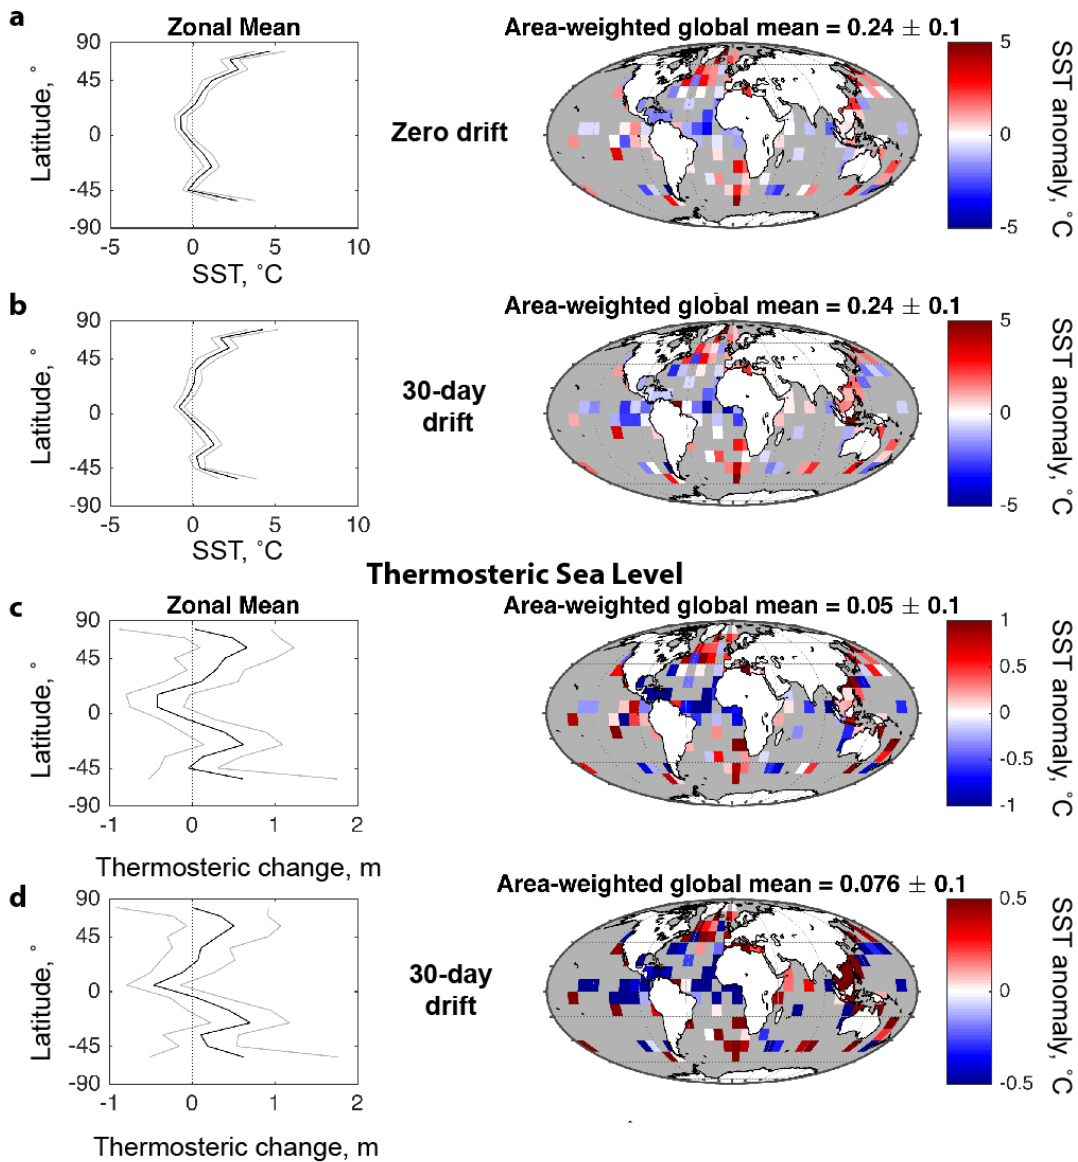 a
Zonal Mean
Area-weighted global mean = 0.24 ± 0.1
90
45
0
-45
-90
Latitude, °
-5 0 5 10
SST, ˚C
Zero drift
5
0
-5
SST anomaly, ˚C
b
Area-weighted global mean = 0.24 ± 0.1
90
45
0
-45
-90
Latitude, °
-5 0 5 10
SST, ˚C
30-day
drift
5
0
-5
SST anomaly, ˚C
Thermosteric Sea Level
c
Zonal Mean
Area-weighted global mean = 0.05 ± 0.1
90
45
0
-45
-90
Latitude, °
-1 0 1 2
Thermosteric change, m
1
0.5
0
-0.5
-1
SST anomaly, ˚C
d
Area-weighted global mean = 0.076 ± 0.1
90
45
0
-45
-90
Latitude, °
-1 0 1 2
Thermosteric change, m
30-day
drift
0.5
0
-0.5
SST anomaly, ˚C